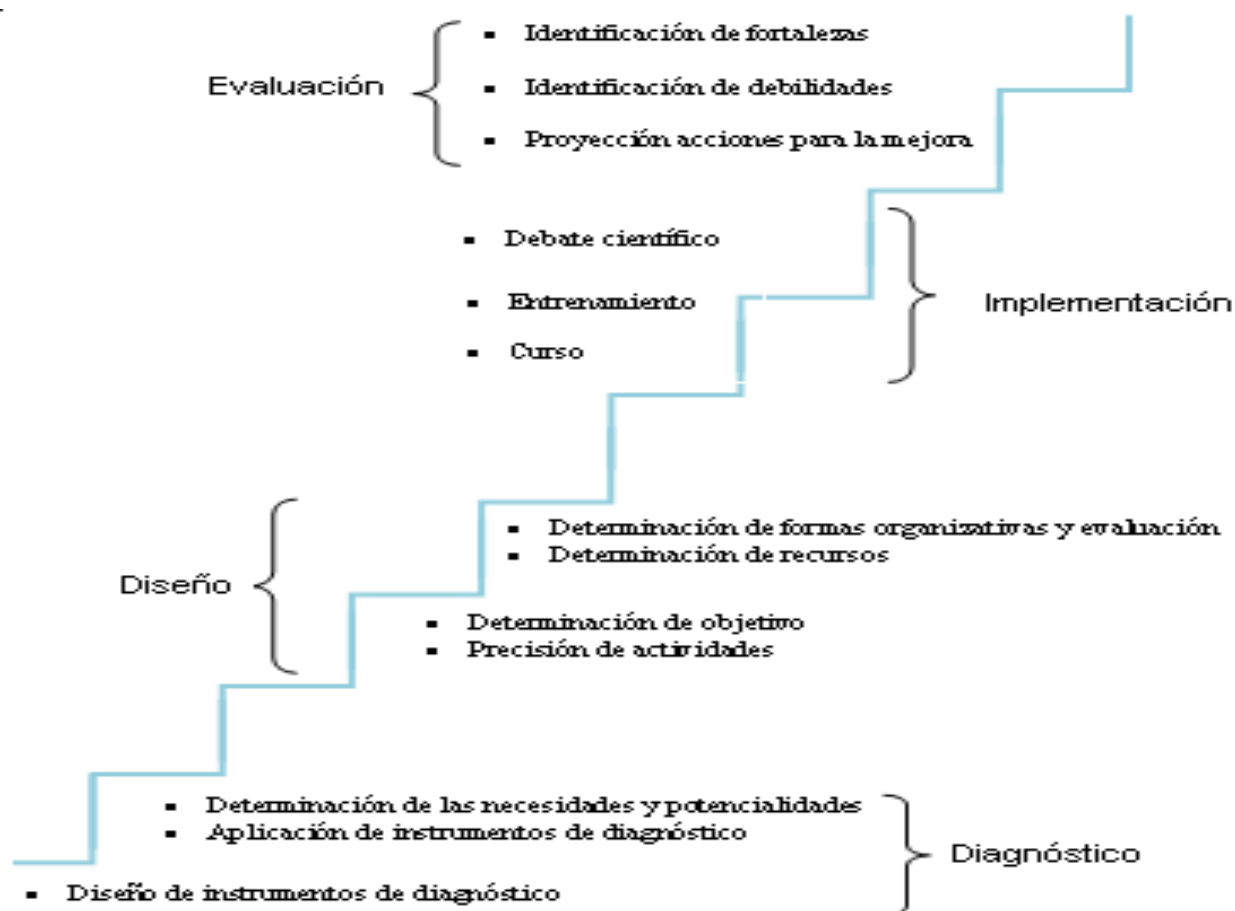 ▪ Identificación de fortalezas
Evaluación
▪ Identificación de debilidades
▪ Proyección acciones para la mejora
▪ Debate científico
▪ Entrenamiento
Implementación
▪ Curso
▪ Determinación de formas organizativas y evaluación
▪ Determinación de recursos
Diseño
▪ Determinación de objetivo
▪ Precisión de actividades
▪ Determinación de las necesidades y potencialidades
▪ Aplicación de instrumentos de diagnóstico
Diagnóstico
▪ Diseño de instrumentos de diagnóstico